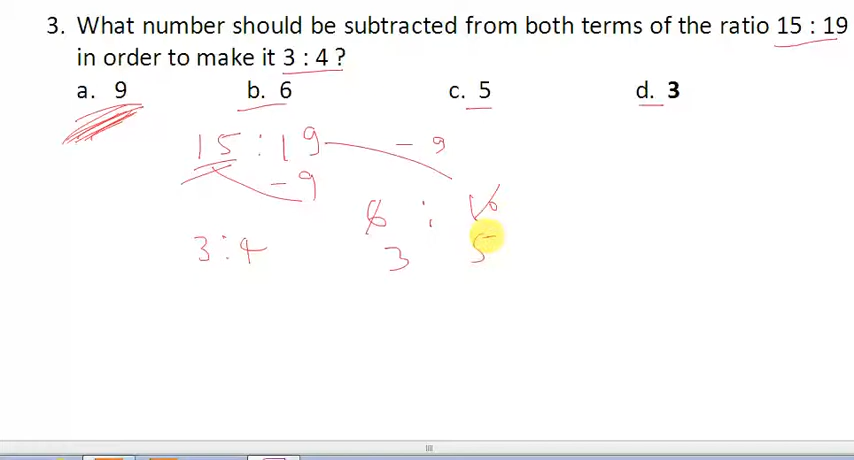 3. What number should be subtracted from both terms of the ratio 15 : 19
in order to make it 3 : 4 ?
a. 9 b. 6 c. 5 d. 3
15 : 19 - 9
- 9
6 : 10
3 : 4 3 5